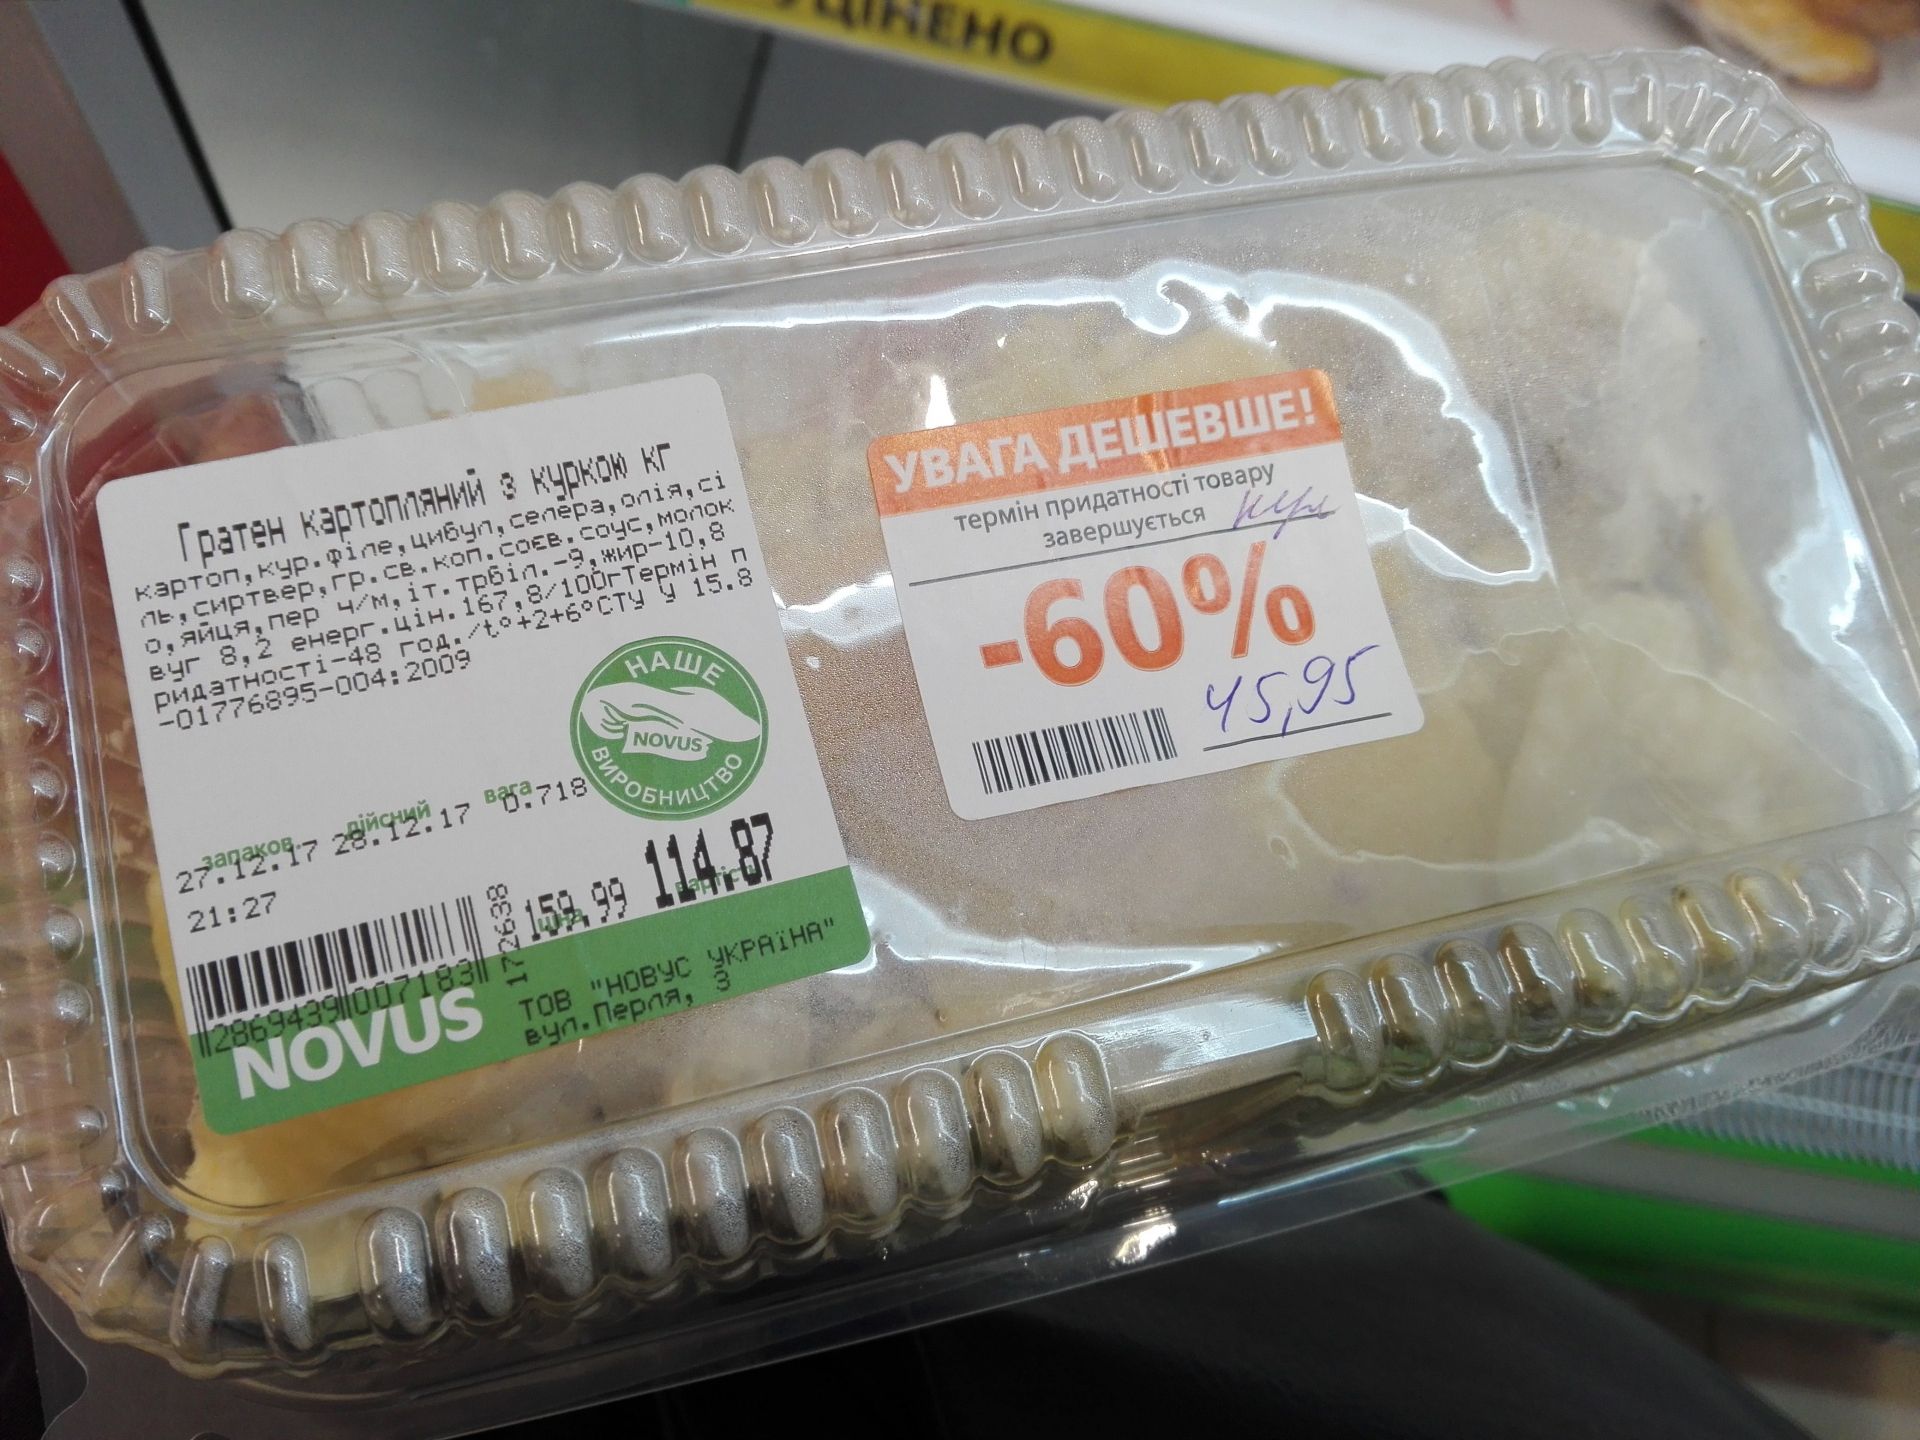 УЦІНЕНО
Гратен картопляний з куркою кг
картоп,кур.філе,цибул,селера,олія,сі
ль,сиртвер,гр.св.коп.соєв.соус,молок
о,яйця,пер ч/м,іт.трбіл.-9,жир-10,8
вуг 8,2 енерг.цін.167,8/100гТермін п
ридатності-48 год./t°+2+6°СТУ У 15.8
-01776895-004:2009
НАШЕ
NOVUS
ВИРОБНИЦТВО
запаков. дійсний вага
27.12.17 28.12.17 0.718
21:27
ціна вартість
159.99 114.87
172638
2869439007183
NOVUS
ТОВ "НОВУС УКРАЇНА"
вул.Перля, 3
УВАГА ДЕШЕВШЕ!
термін придатності товару
завершується
-60%
45,95